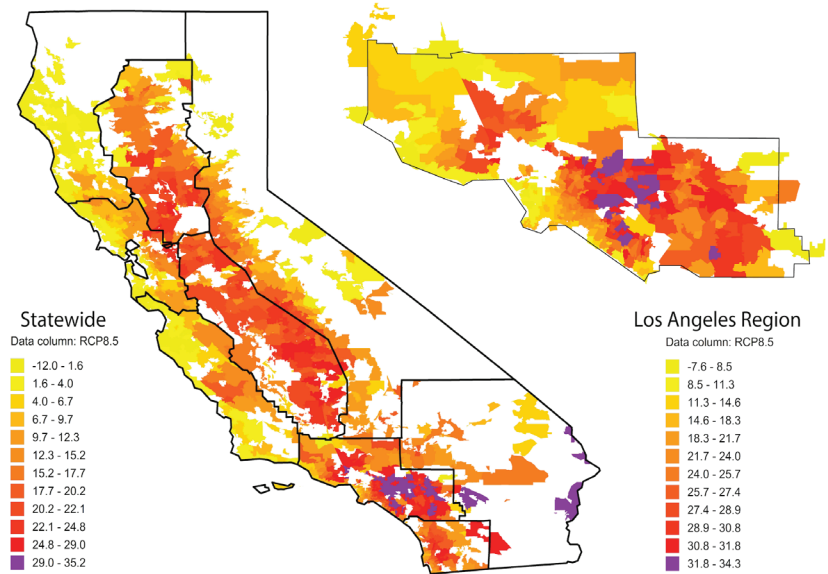 Statewide
Data column: RCP8.5
-12.0 - 1.6
1.6 - 4.0
4.0 - 6.7
6.7 - 9.7
9.7 - 12.3
12.3 - 15.2
15.2 - 17.7
17.7 - 20.2
20.2 - 22.1
22.1 - 24.8
24.8 - 29.0
29.0 - 35.2
Los Angeles Region
Data column: RCP8.5
-7.6 - 8.5
8.5 - 11.3
11.3 - 14.6
14.6 - 18.3
18.3 - 21.7
21.7 - 24.0
24.0 - 25.7
25.7 - 27.4
27.4 - 28.9
28.9 - 30.8
30.8 - 31.8
31.8 - 34.3